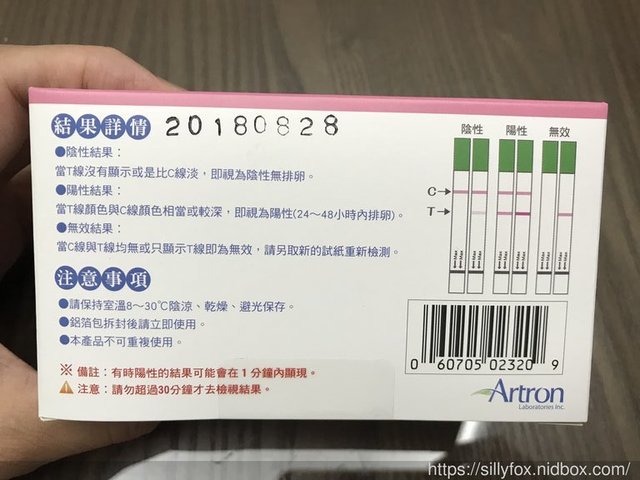 結果詳情 20180828
●陰性結果：
當T線沒有顯示或是比C線淡，即視為陰性無排卵。
●陽性結果：
當T線顏色與C線顏色相當或較深，即視為陽性(24～48小時內排卵)。
●無效結果：
當C線與T線均無或只顯示T線即為無效，請另取新的試紙重新檢測。
注意事項
●請保持室溫8～30℃陰涼、乾燥、避光保存。
●鋁箔包拆封後請立即使用。
●本產品不可重複使用。
※ 備註：有時陽性的結果可能會在1分鐘內顯現。
注意：請勿超過30分鐘才去檢視結果。
陰性 陽性 無效
C→
T→
Max Max Max Max Max
0 60705 02320 9
Artron
Laboratories Inc.
https://sillyfox.nidbox.com/